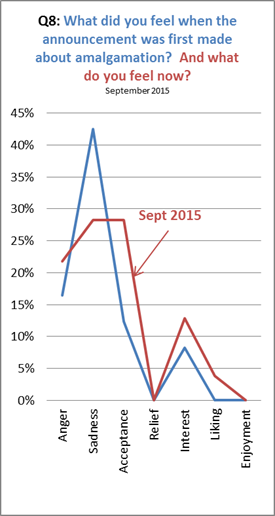 Q8: What did you feel when the
announcement was first made
about amalgamation? And what
do you feel now?
September 2015
45%
40%
35%
30%
25%
20%
15%
10%
5%
0%
Sept 2015
Anger
Sadness
Acceptance
Relief
Interest
Liking
Enjoyment